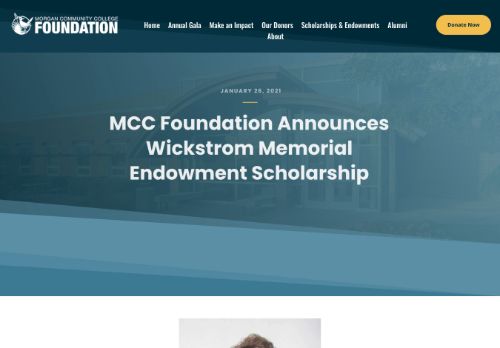 MORGAN COMMUNITY COLLEGE
FOUNDATION
Home Annual Gala Make an Impact Our Donors Scholarships & Endowments Alumni
About
Donate Now
JANUARY 25, 2021
MCC Foundation Announces
Wickstrom Memorial
Endowment Scholarship